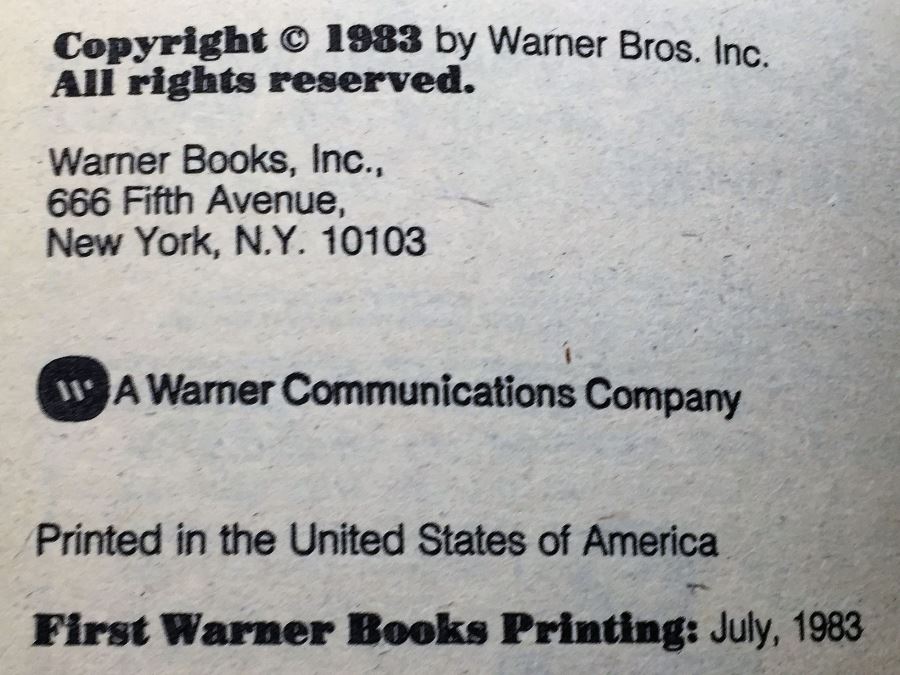 Copyright © 1983 by Warner Bros. Inc.
All rights reserved.
Warner Books, Inc.,
666 Fifth Avenue,
New York, N.Y. 10103
W A Warner Communications Company
Printed in the United States of America
First Warner Books Printing: July, 1983